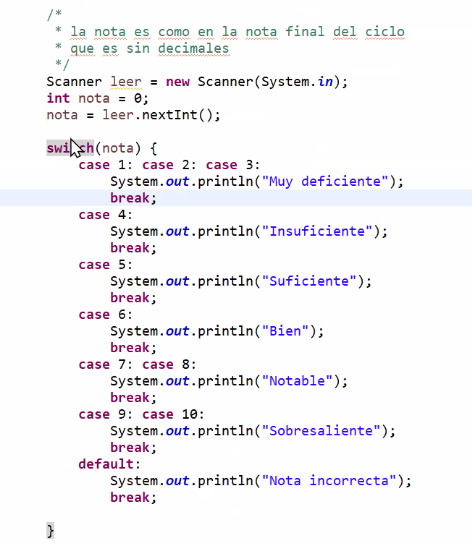 /*
 * la nota es como en la nota final del ciclo
 * que es sin decimales
 */
Scanner leer = new Scanner(System.in);
int nota = 0;
nota = leer.nextInt();

switch(nota) {
    case 1: case 2: case 3:
        System.out.println("Muy deficiente");
        break;
    case 4:
        System.out.println("Insuficiente");
        break;
    case 5:
        System.out.println("Suficiente");
        break;
    case 6:
        System.out.println("Bien");
        break;
    case 7: case 8:
        System.out.println("Notable");
        break;
    case 9: case 10:
        System.out.println("Sobresaliente");
        break;
    default:
        System.out.println("Nota incorrecta");
        break;

}